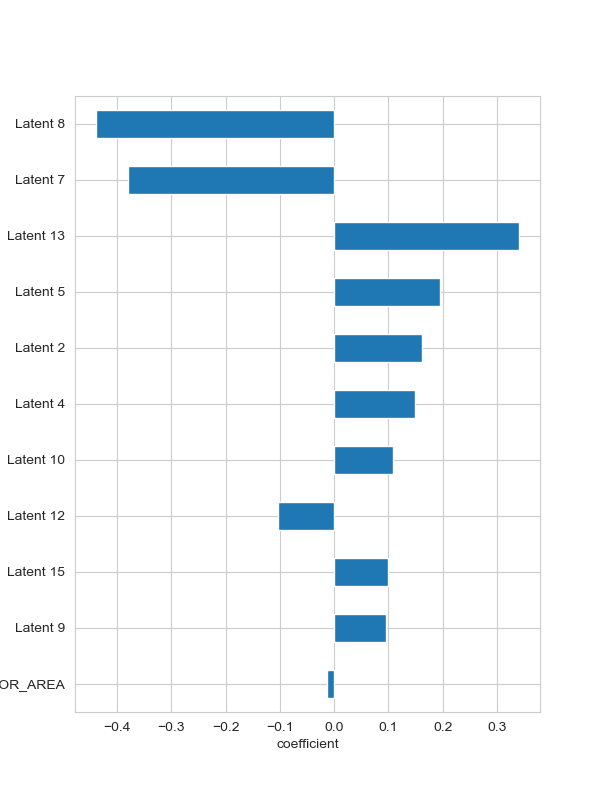 Latent 8
Latent 7
Latent 13
Latent 5
Latent 2
Latent 4
Latent 10
Latent 12
Latent 15
Latent 9
OR_AREA
−0.4 −0.3 −0.2 −0.1 0.0 0.1 0.2 0.3
coefficient